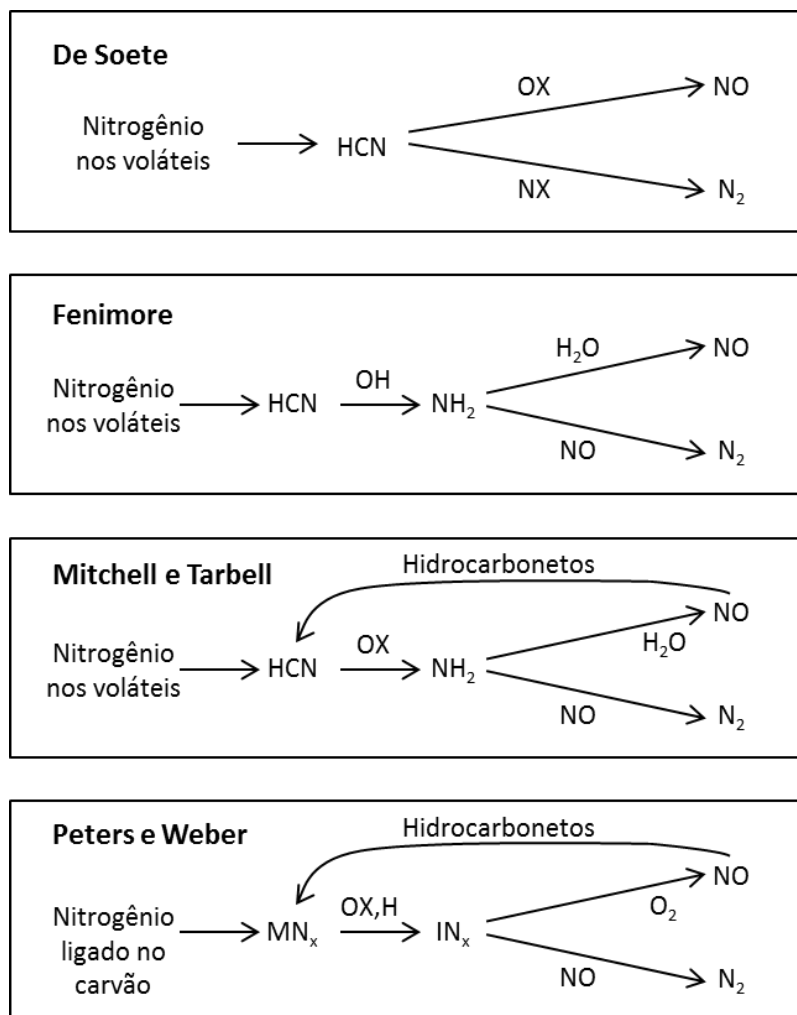 De Soete
OX
NO
Nitrogênio
nos voláteis
HCN
NX
N₂
Fenimore
H₂O
NO
Nitrogênio
nos voláteis
OH
HCN
NH₂
NO
N₂
Hidrocarbonetos
Mitchell e Tarbell
NO
H₂O
Nitrogênio
nos voláteis
OX
HCN
NH₂
NO
N₂
Hidrocarbonetos
Peters e Weber
NO
O₂
Nitrogênio
ligado no
carvão
OX,H
MNₓ
INₓ
NO
N₂